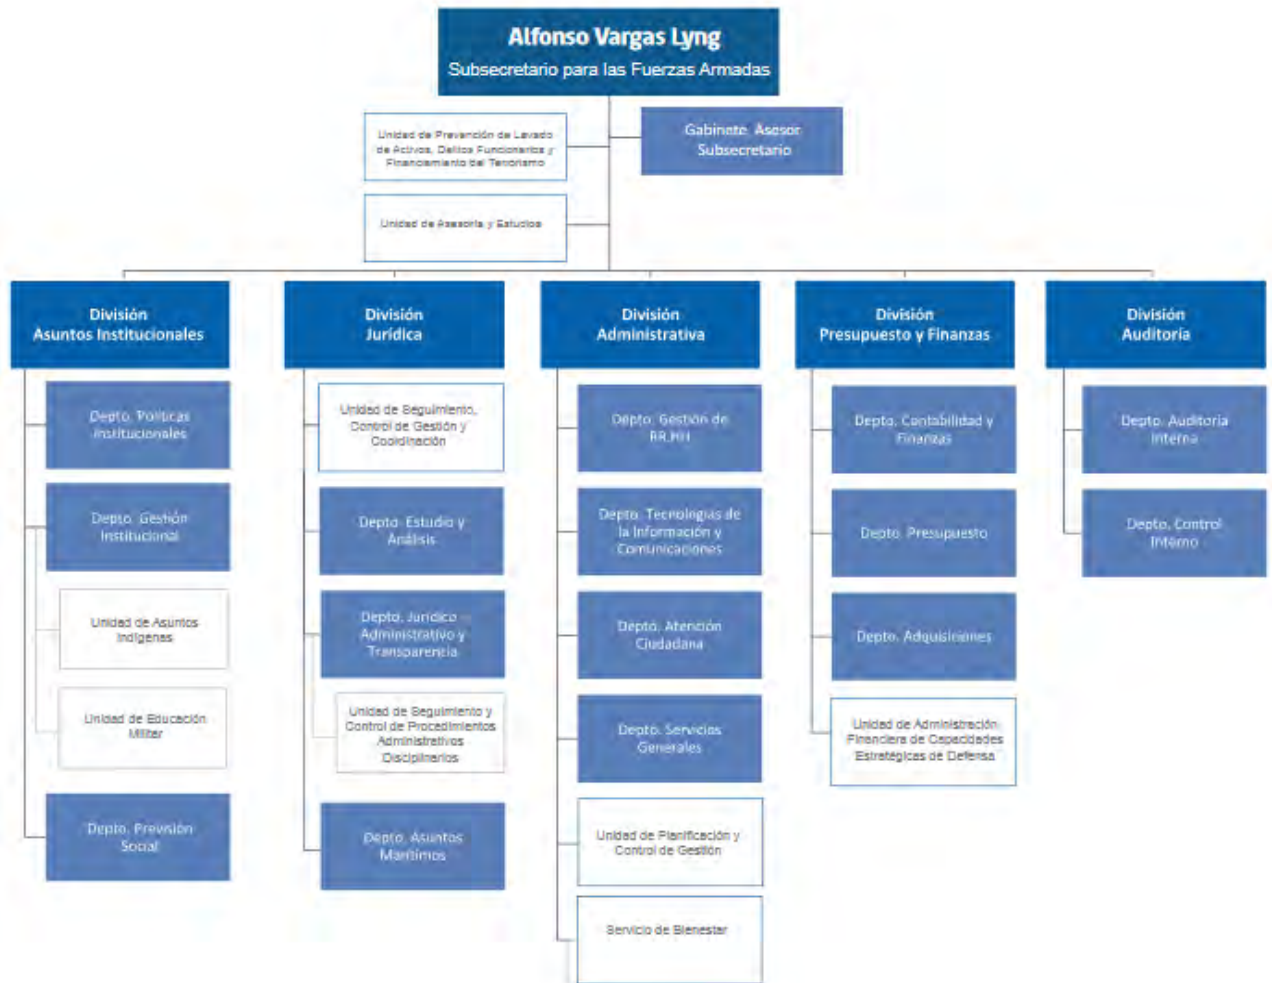 Alfonso Vargas Lyng
Subsecretario para las Fuerzas Armadas
Unidad de Prevención de Lavado
de Activos, Delitos Funcionarios y
Financiamiento del Terrorismo
Gabinete Asesor
Subsecretario
Unidad de Asesoría y Estudios
División
Asuntos Institucionales
Depto. Políticas
Institucionales
Depto. Gestión
Institucional
Unidad de Asuntos
Indígenas
Unidad de Educación
Militar
Depto. Previsión
Social
División
Jurídica
Unidad de Seguimiento,
Control de Gestión y
Coordinación
Depto. Estudio y
Análisis
Depto. Jurídico
Administrativo y
Transparencia
Unidad de Seguimiento y
Control de Procedimientos
Administrativos
Disciplinarios
Depto. Asuntos
Marítimos
División
Administrativa
Depto. Gestión de
RR.HH
Depto. Tecnologías de
la Información y
Comunicaciones
Depto. Atención
Ciudadana
Depto. Servicios
Generales
Unidad de Planificación y
Control de Gestión
Servicio de Bienestar
División
Presupuesto y Finanzas
Depto. Contabilidad y
Finanzas
Depto. Presupuesto
Depto. Adquisiciones
Unidad de Administración
Financiera de Capacidades
Estratégicas de Defensa
División
Auditoría
Depto. Auditoría
Interna
Depto. Control
Interno